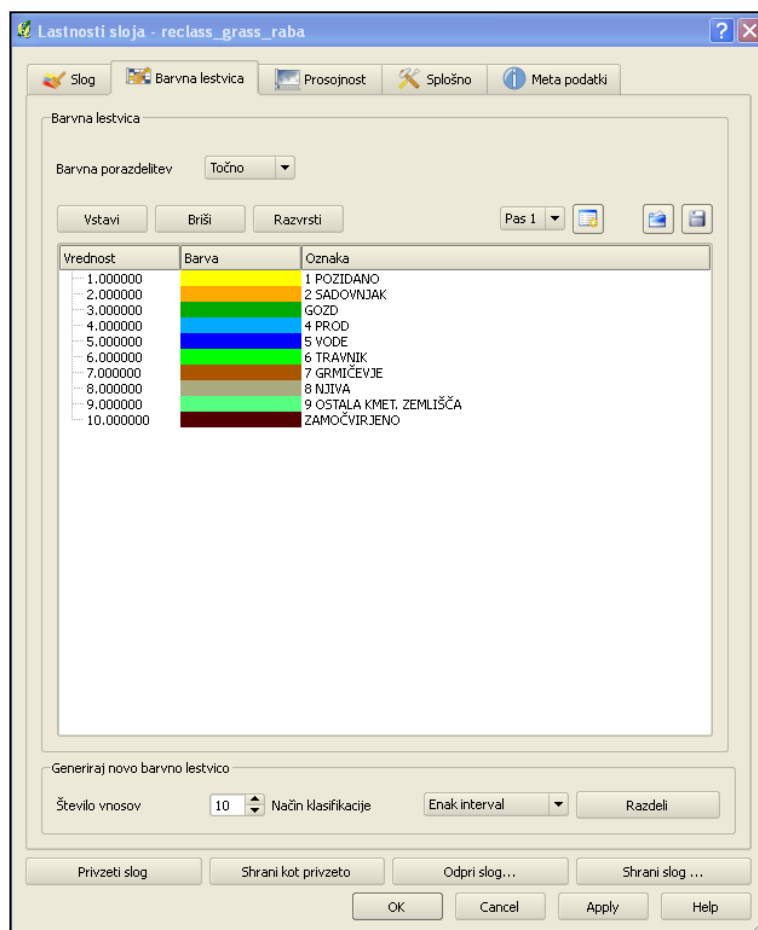 Lastnosti sloja - reclass_grass_raba
Slog Barvna lestvica Prosojnost Splošno Meta podatki
Barvna lestvica
Barvna porazdelitev Točno
Vstavi Briši Razvrsti Pas 1
Vrednost Barva Oznaka
1.000000 1 POZIDANO
2.000000 2 SADOVNJAK
3.000000 GOZD
4.000000 4 PROD
5.000000 5 VODE
6.000000 6 TRAVNIK
7.000000 7 GRMIČEVJE
8.000000 8 NJIVA
9.000000 9 OSTALA KMET. ZEMLIŠČA
10.000000 ZAMOČVIRJENO
Generiraj novo barvno lestvico
Število vnosov 10 Način klasifikacije Enak interval Razdeli
Privzeti slog Shrani kot privzeto Odpri slog... Shrani slog ...
OK Cancel Apply Help